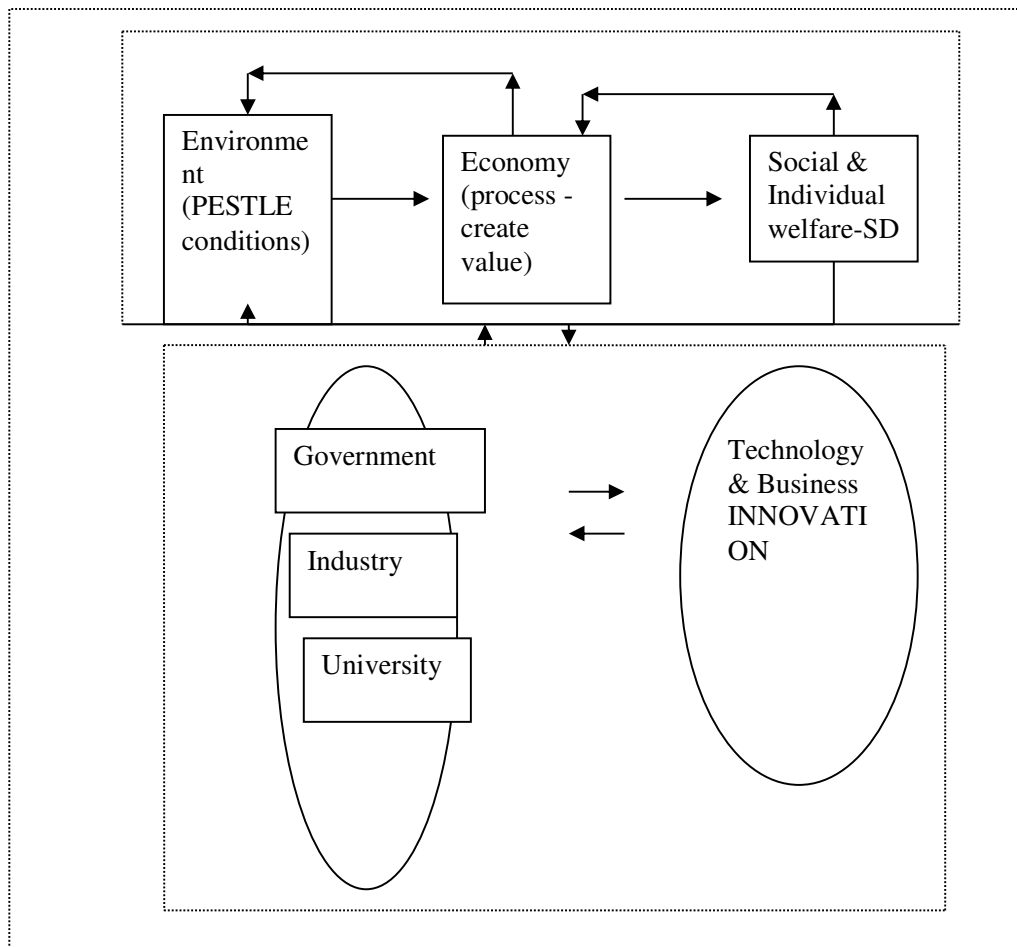 Environme
nt
(PESTLE
conditions)
Economy
(process -
create
value)
Social &
Individual
welfare-SD
Government
Industry
University
Technology
& Business
INNOVATI
ON